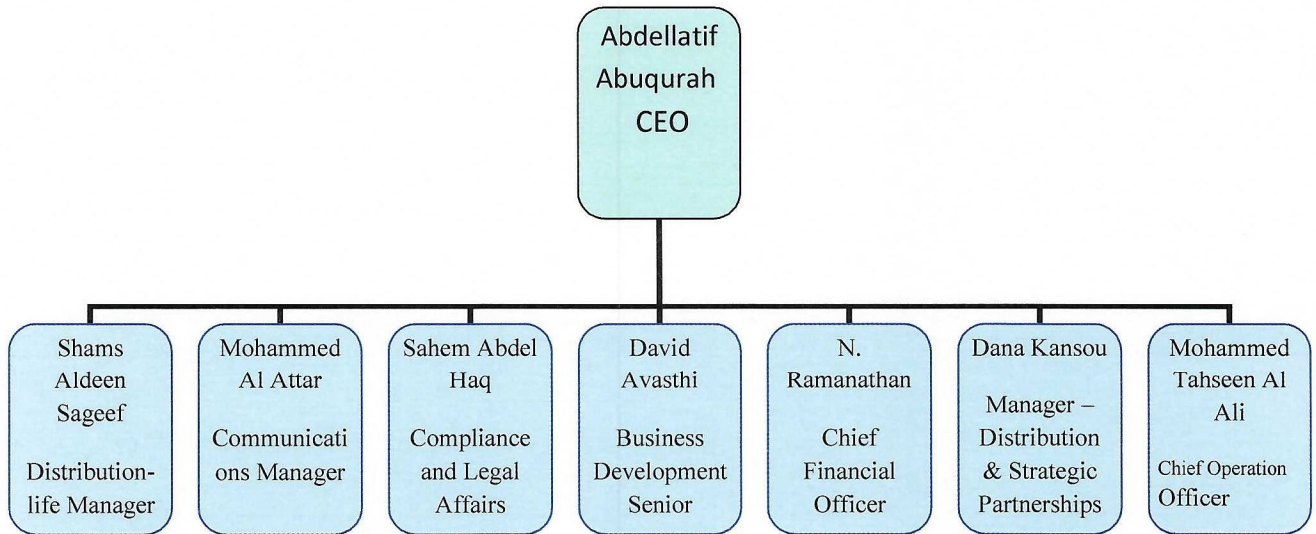 Abdellatif
Abuqurah
CEO
Shams
Aldeen
Sageef
Distribution-
life Manager
Mohammed
Al Attar
Communicati
ons Manager
Sahem Abdel
Haq
Compliance
and Legal
Affairs
David
Avasthi
Business
Development
Senior
N.
Ramanathan
Chief
Financial
Officer
Dana Kansou
Manager –
Distribution
& Strategic
Partnerships
Mohammed
Tahseen Al
Ali
Chief Operation
Officer